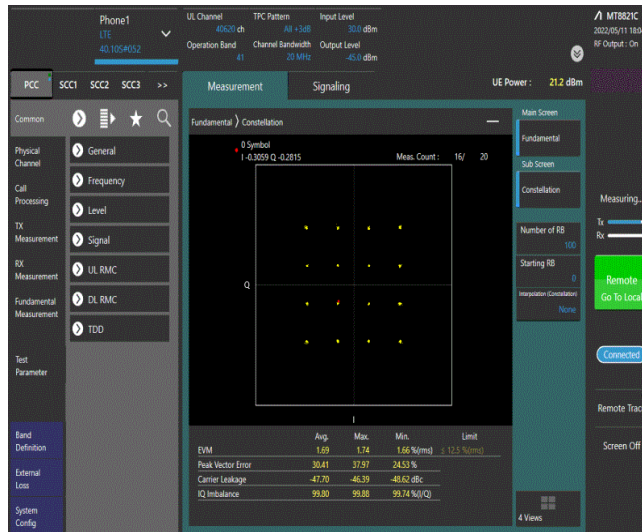 Phone1
LTE
40.10S#052
UL Channel TPC Pattern Input Level
40620 ch All +3dB 30.0 dBm
Operation Band Channel Bandwidth Output Level
41 20 MHz -45.0 dBm
MT8821C
2022/05/11 18:04
RF Output : On
PCC SCC1 SCC2 SCC3 >>
Measurement Signaling
UE Power : 21.2 dBm
Common
Physical
Channel
Call
Processing
TX
Measurement
RX
Measurement
Fundamental
Measurement
Test
Parameter
Band
Definition
External
Loss
System
Config
General
Frequency
Level
Signal
UL RMC
DL RMC
TDD
Fundamental Constellation
0 Symbol
I -0.3059 Q -0.2815 Meas. Count : 16/ 20
Q
I
Avg. Max. Min. Limit
EVM 1.69 1.74 1.66 %(rms) ≤ 12.5 %(rms)
Peak Vector Error 30.41 37.97 24.53 %
Carrier Leakage -47.70 -46.39 -48.62 dBc
IQ Imbalance 99.80 99.88 99.74 %(I/Q)
Main Screen
Fundamental
Sub Screen
Constellation
Number of RB
100
Starting RB
0
Interpolation (Constellation)
None
4 Views
Measuring...
Tx
Rx
Remote
Go To Local
Connected
Remote Trac
Screen Off